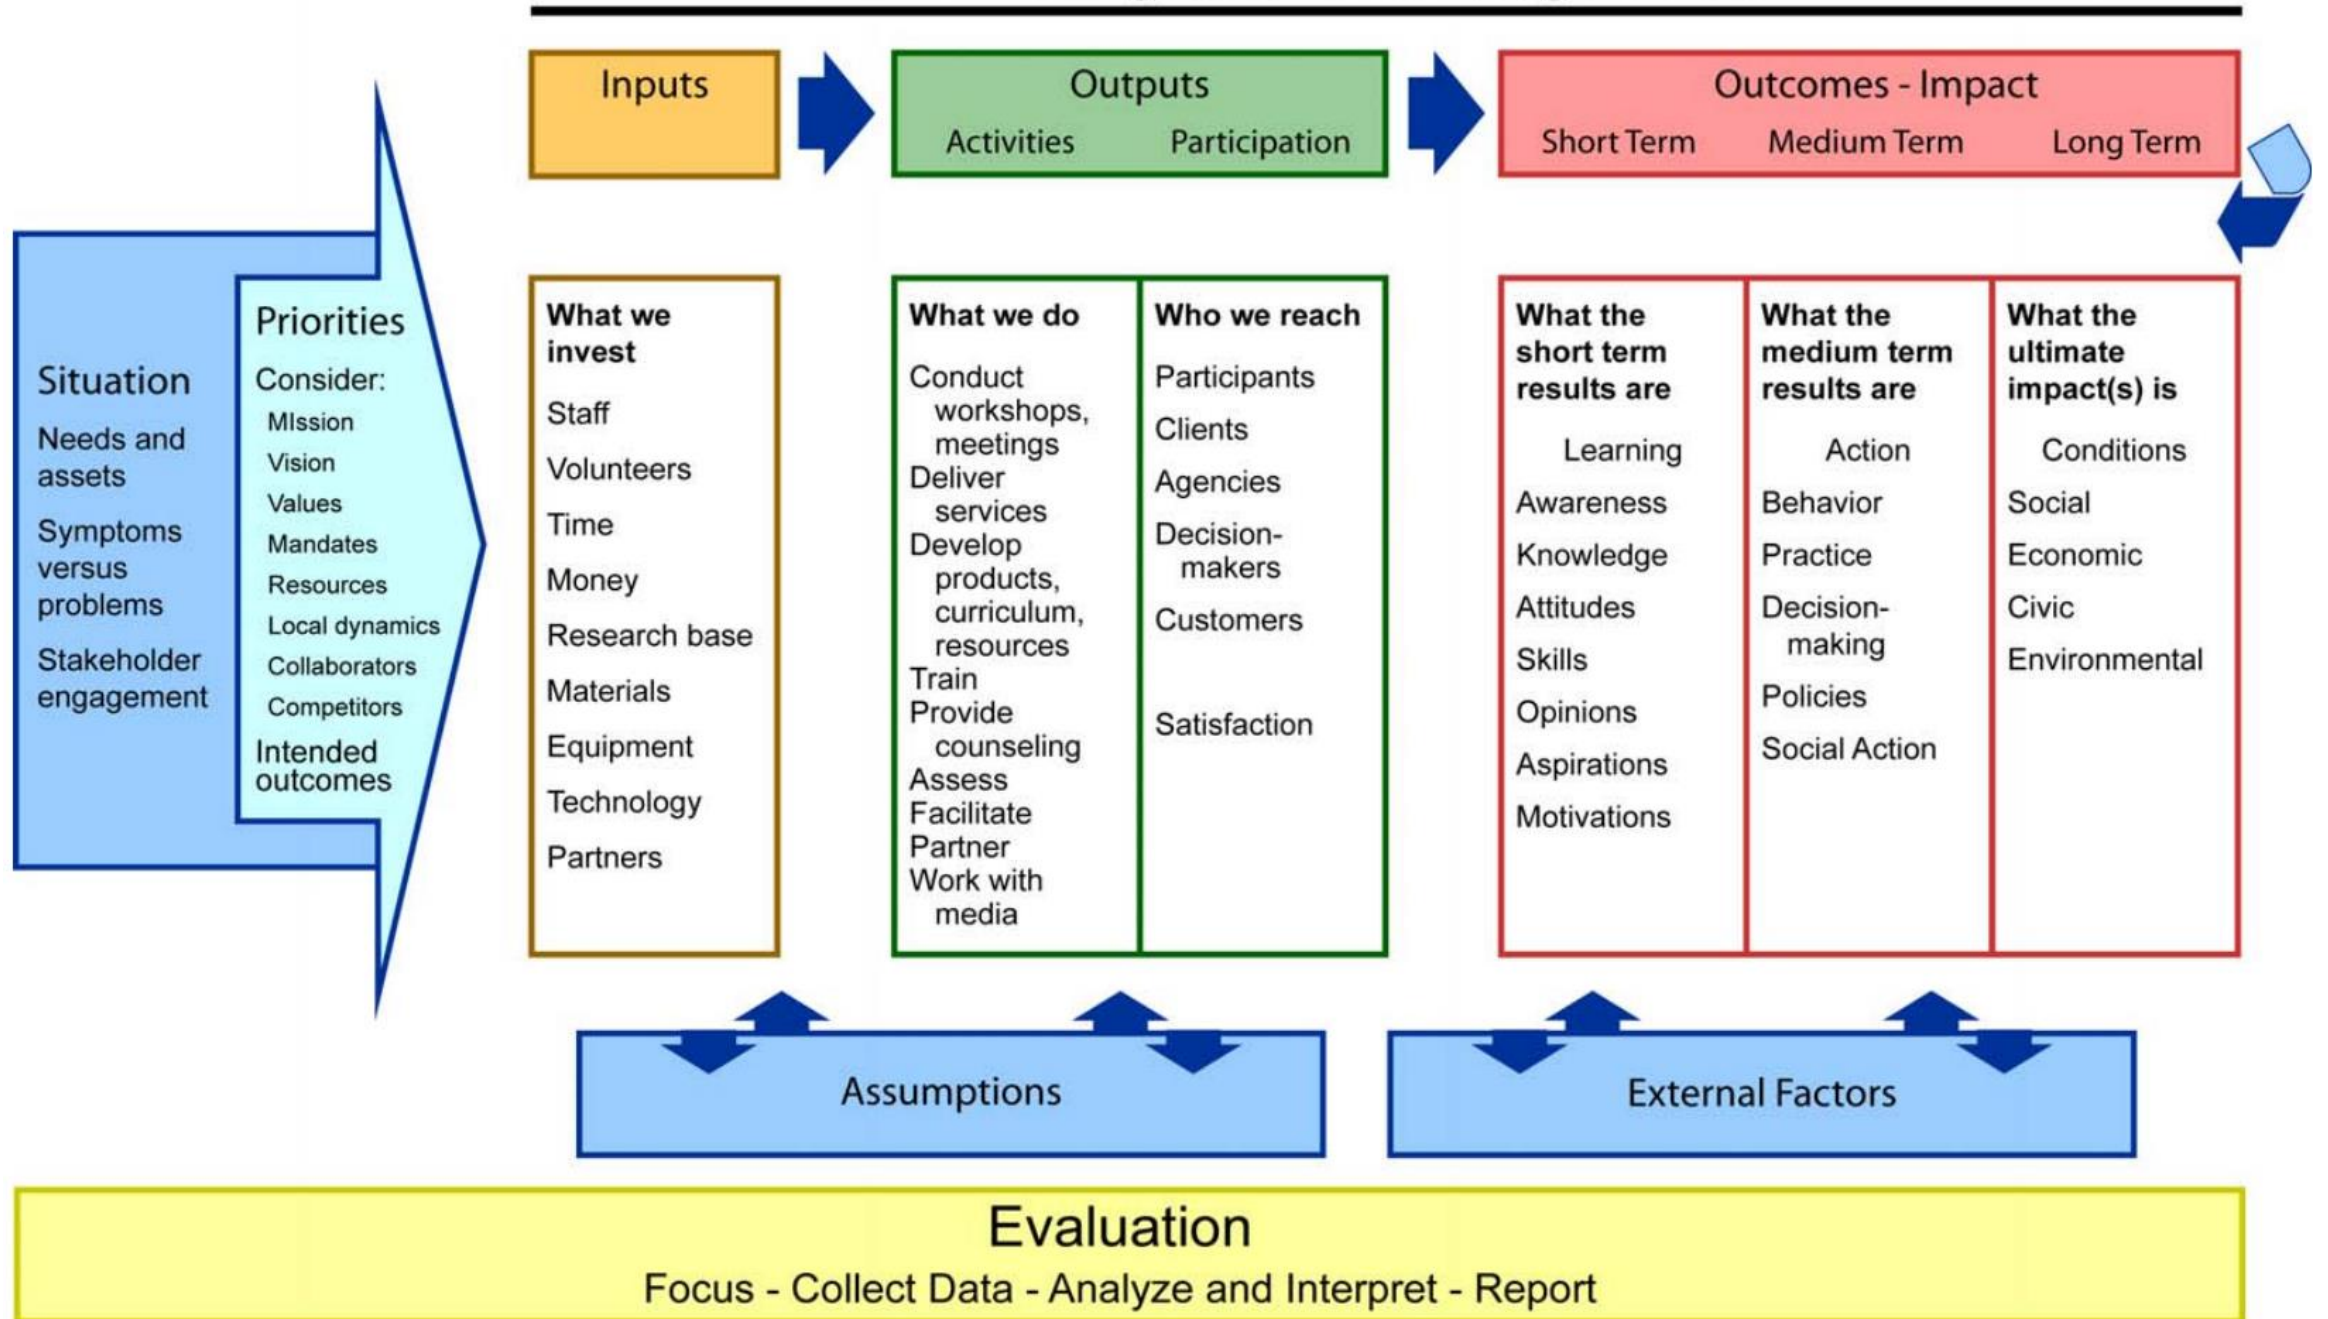 Inputs
Outputs
Activities Participation
Outcomes - Impact
Short Term Medium Term Long Term
Situation
Needs and
assets
Symptoms
versus
problems
Stakeholder
engagement
Priorities
Consider:
MIssion
Vision
Values
Mandates
Resources
Local dynamics
Collaborators
Competitors
Intended
outcomes
What we
invest
Staff
Volunteers
Time
Money
Research base
Materials
Equipment
Technology
Partners
What we do
Conduct
workshops,
meetings
Deliver
services
Develop
products,
curriculum,
resources
Train
Provide
counseling
Assess
Facilitate
Partner
Work with
media
Who we reach
Participants
Clients
Agencies
Decision-
makers
Customers
Satisfaction
What the
short term
results are
Learning
Awareness
Knowledge
Attitudes
Skills
Opinions
Aspirations
Motivations
What the
medium term
results are
Action
Behavior
Practice
Decision-
making
Policies
Social Action
What the
ultimate
impact(s) is
Conditions
Social
Economic
Civic
Environmental
Assumptions
External Factors
Evaluation
Focus - Collect Data - Analyze and Interpret - Report